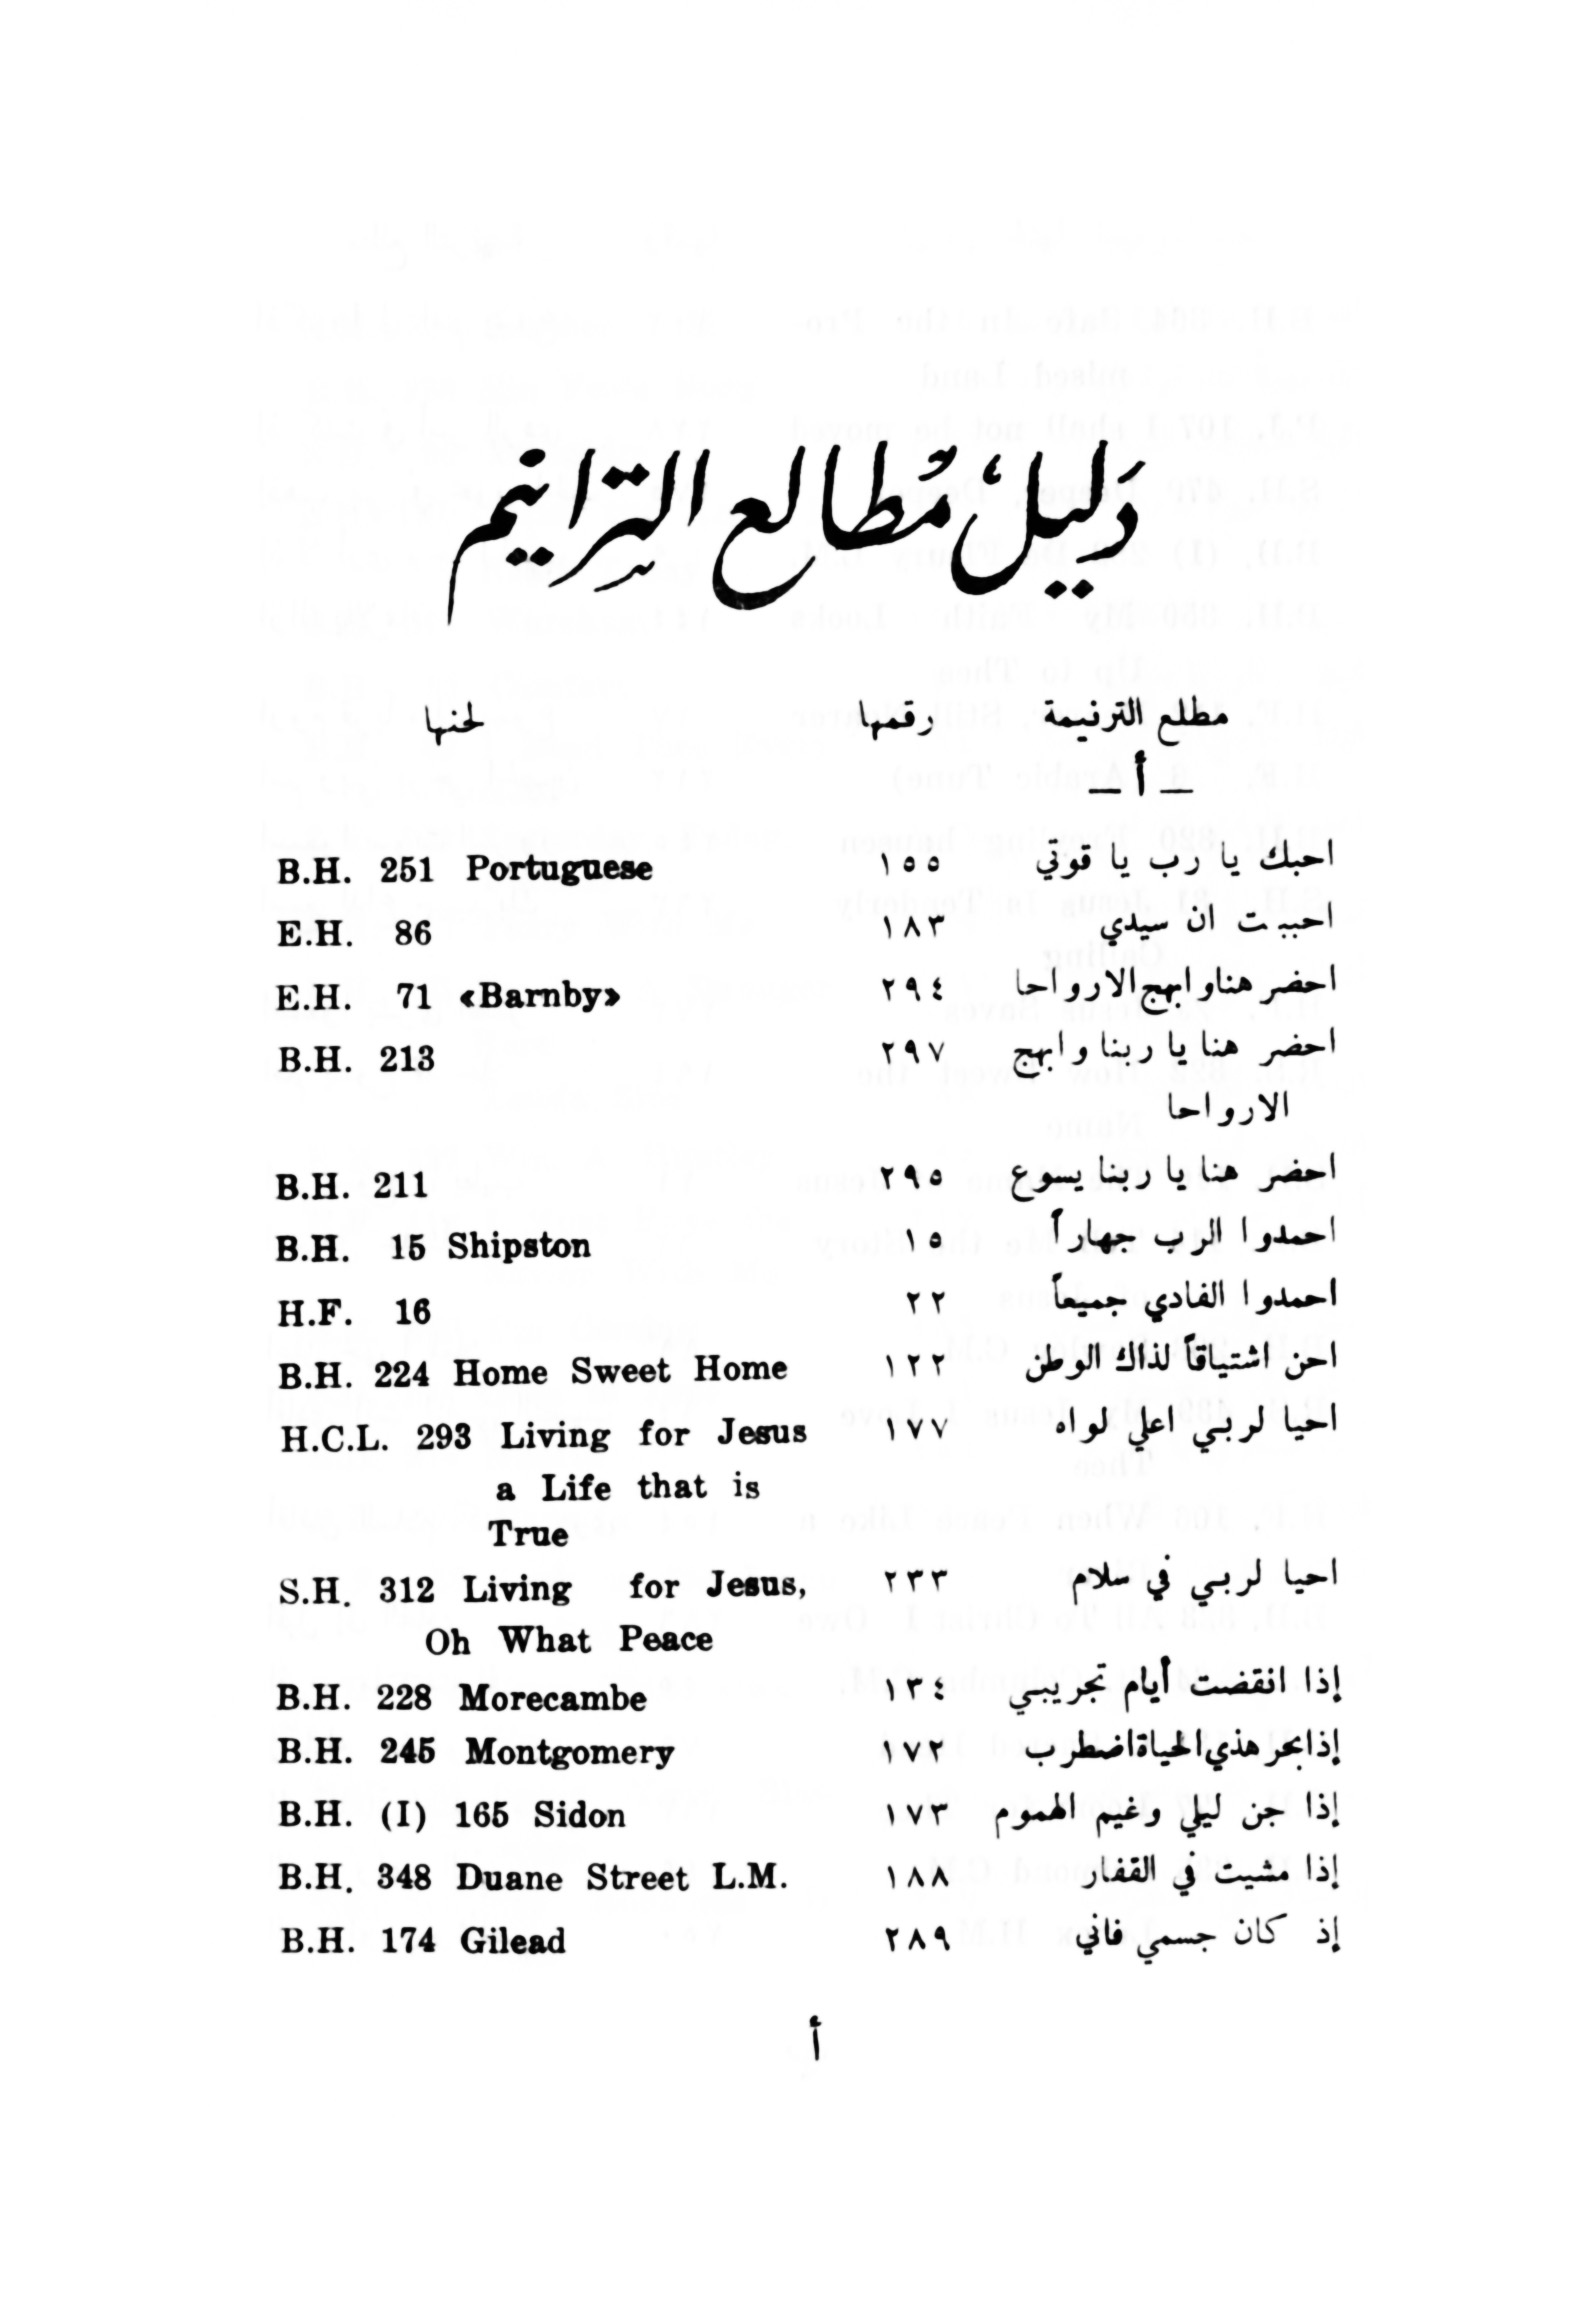 دَليلُ مُطالع التراتيم
مطلع الترنيمة رقمها لحنها
– أ –
احبك يا رب يا قوتي ١٥٥ B.H. 251 Portuguese
احببت ان سيدي ١٨٣ E.H. 86
احضر هنا وابهج الارواحا ٢٩٤ E.H. 71 «Barnby»
احضر هنا يا ربنا وابهج ٢٩٧ B.H. 213
الارواحا
احضر هنا يا ربنا يسوع ٢٩٥ B.H. 211
احمدوا الرب جهاراً ١٥ B.H. 15 Shipston
احمدوا الفادي جميعاً ٢٢ H.F. 16
احن اشتياقاً لذاك الوطن ١٢٢ B.H. 224 Home Sweet Home
احيا لربي اعلي لواه ١٧٧ H.C.L. 293 Living for Jesus
a Life that is
True
احيا لربي في سلام ٢٣٣ S.H. 312 Living for Jesus,
Oh What Peace
إذا انقضت أيام تجريبي ١٣٤ B.H. 228 Morecambe
إذا بحر هذي الحياة اضطرب ١٧٢ B.H. 245 Montgomery
إذا جن ليلي وغيم الهموم ١٧٣ B.H. (I) 165 Sidon
إذا مشيت في القفار ١٨٨ B.H. 348 Duane Street L.M.
إذ كان جسمي فاني ٢٨٩ B.H. 174 Gilead
أ